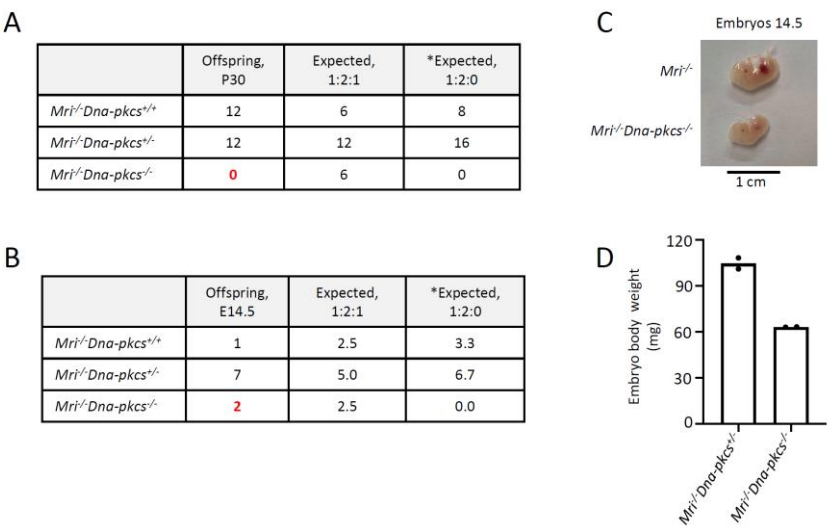 A
Offspring, P30 Expected, 1:2:1 *Expected, 1:2:0
Mri-/-Dna-pkcs+/+ 12 6 8
Mri-/-Dna-pkcs+/- 12 12 16
Mri-/-Dna-pkcs-/- 0 6 0
B
Offspring, E14.5 Expected, 1:2:1 *Expected, 1:2:0
Mri-/-Dna-pkcs+/+ 1 2.5 3.3
Mri-/-Dna-pkcs+/- 7 5.0 6.7
Mri-/-Dna-pkcs-/- 2 2.5 0.0
C
Embryos 14.5
Mri-/-
Mri-/-Dna-pkcs-/-
1 cm
D
Embryo body weight
(mg)
120
90
60
30
0
Mri-/-Dna-pkcs+/-
Mri-/-Dna-pkcs-/-